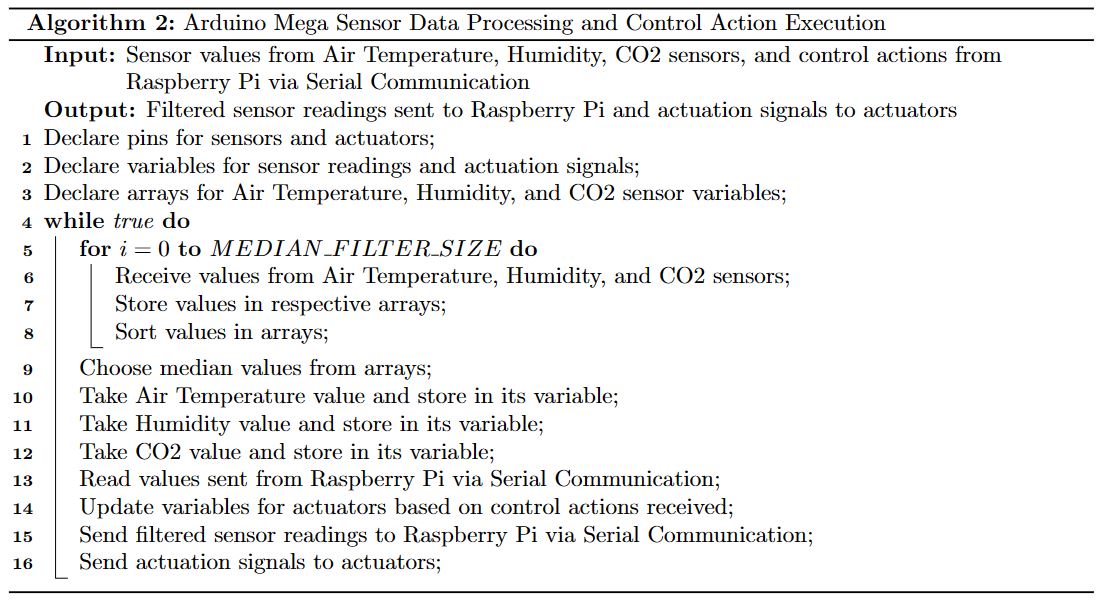 Algorithm 2: Arduino Mega Sensor Data Processing and Control Action Execution
Input: Sensor values from Air Temperature, Humidity, CO2 sensors, and control actions from
Raspberry Pi via Serial Communication
Output: Filtered sensor readings sent to Raspberry Pi and actuation signals to actuators
1 Declare pins for sensors and actuators;
2 Declare variables for sensor readings and actuation signals;
3 Declare arrays for Air Temperature, Humidity, and CO2 sensor variables;
4 while true do
5 for i = 0 to MEDIAN_FILTER_SIZE do
6 Receive values from Air Temperature, Humidity, and CO2 sensors;
7 Store values in respective arrays;
8 Sort values in arrays;
9 Choose median values from arrays;
10 Take Air Temperature value and store in its variable;
11 Take Humidity value and store in its variable;
12 Take CO2 value and store in its variable;
13 Read values sent from Raspberry Pi via Serial Communication;
14 Update variables for actuators based on control actions received;
15 Send filtered sensor readings to Raspberry Pi via Serial Communication;
16 Send actuation signals to actuators;